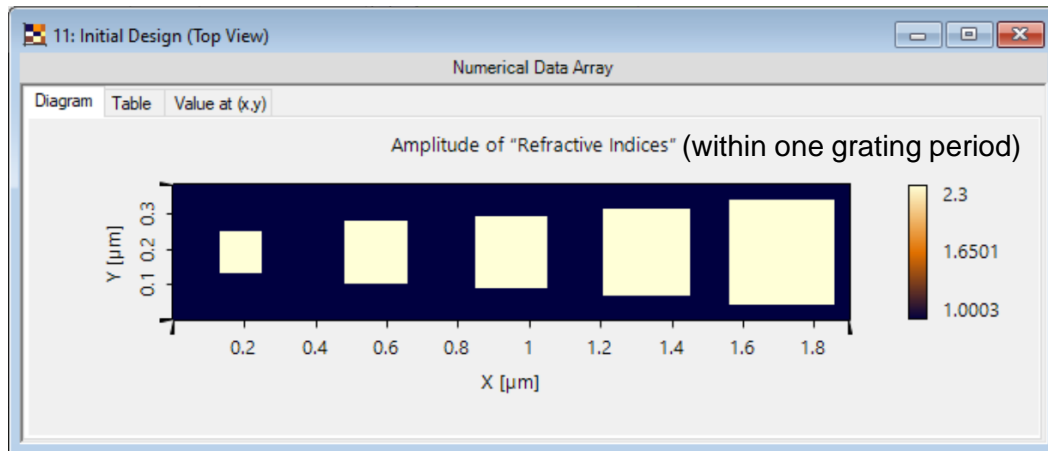 11: Initial Design (Top View)
Numerical Data Array
Diagram Table Value at (x,y)
Amplitude of "Refractive Indices" (within one grating period)
0.3
0.2
0.1
Y [µm]
0.2 0.4 0.6 0.8 1 1.2 1.4 1.6 1.8
X [µm]
2.3
1.6501
1.0003